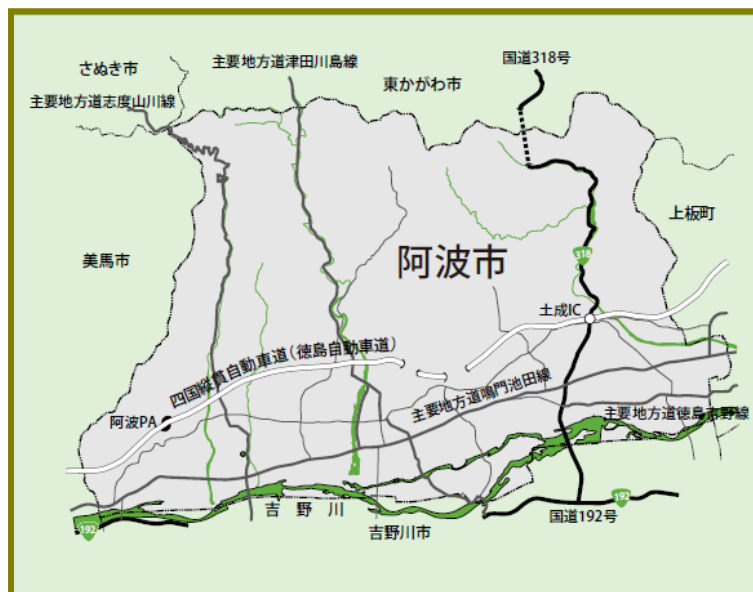 さぬき市
主要地方道津田川島線
国道318号
東かがわ市
主要地方道志度山川線
上板町
美馬市
阿波市
318
土成IC
四国縦貫自動車道(徳島自動車道)
主要地方道鳴門池田線
阿波PA
主要地方道徳島市野線
吉野川
192
192
国道192号
吉野川市